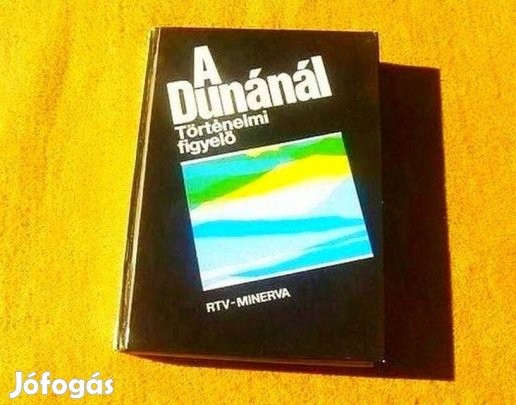 A
Dunánál
Történelmi
figyelő
RTV-MINERVA
Jófogás